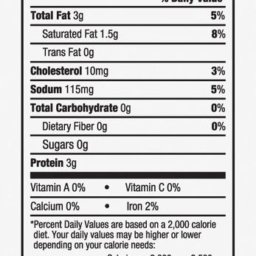 % Daily Value*
Total Fat 3g 5%
Saturated Fat 1.5g 8%
Trans Fat 0g
Cholesterol 10mg 3%
Sodum 115mg 5%
Total Carbohydrate 0g 0%
Dietary Fiber 0g 0%
Sugars 0g
Protein 3g
Vitamin A 0% • Vitamin C 0%
Calcium 0% • Iron 2%
*Percent Daily Values are based on a 2,000 calorie
diet. Your daily values may be higher or lower
depending on your calorie needs: